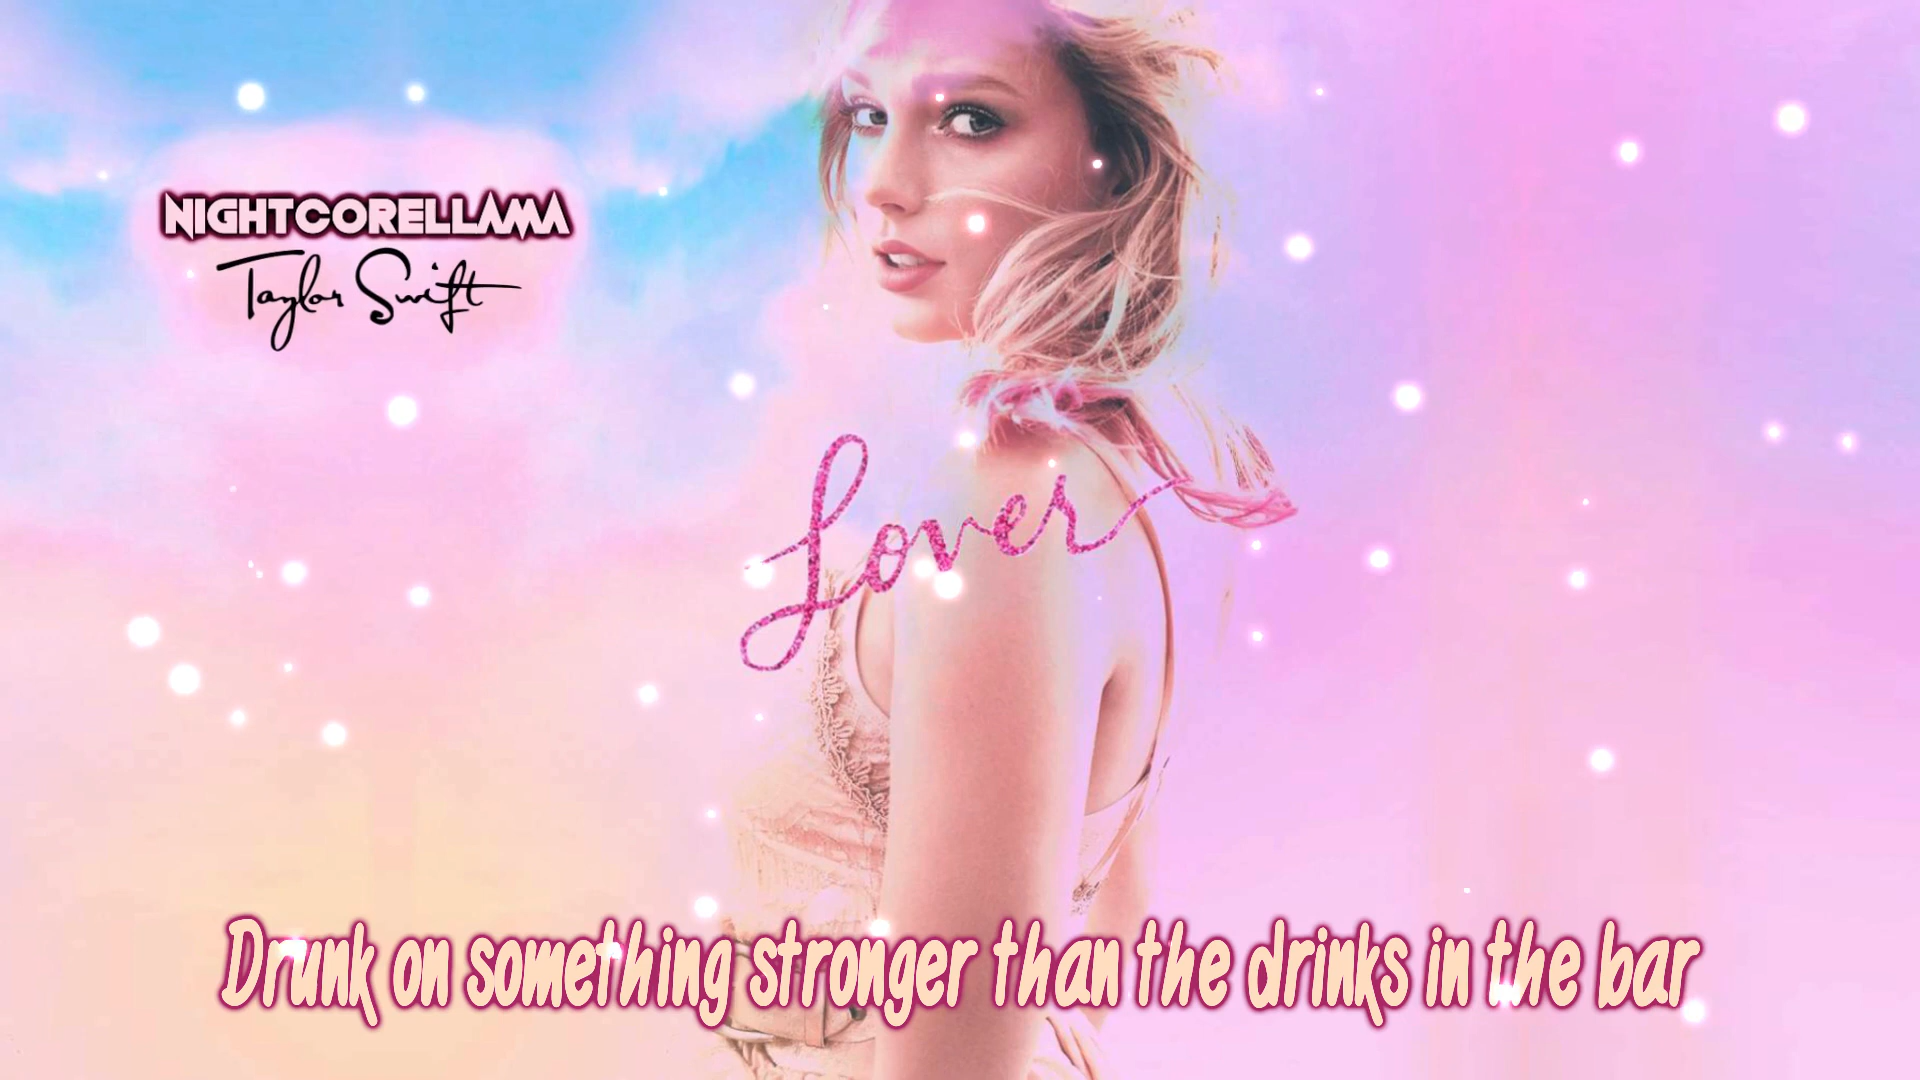 NIGHTCORELLAMA
Taylor Swift
Lover
Drunk on something stronger than the drinks in the bar